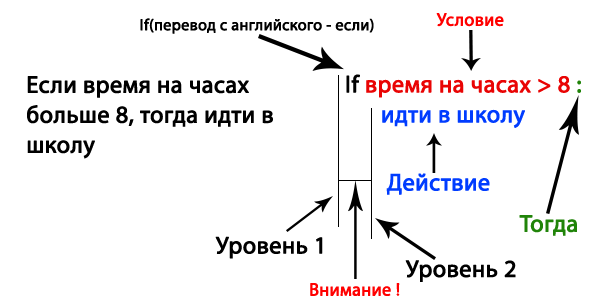 If(перевод с английского - если)
Условие
Если время на часах
больше 8, тогда идти в
школу
If время на часах > 8 :
идти в школу
Действие
Тогда
Уровень 1
Уровень 2
Внимание !